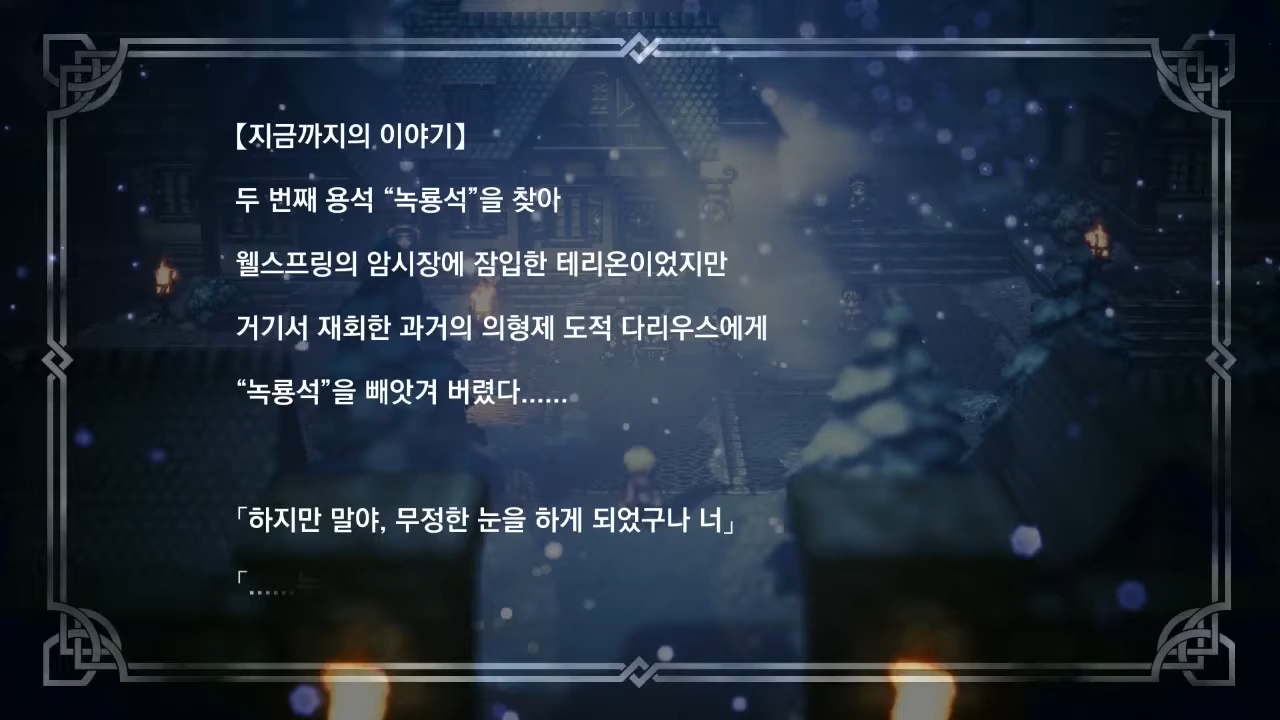 【지금까지의 이야기】
두 번째 용석 “녹룡석”을 찾아
웰스프링의 암시장에 잠입한 테리온이었지만
거기서 재회한 과거의 의형제 도적 다리우스에게
“녹룡석”을 빼앗겨 버렸다......
「하지만 말야, 무정한 눈을 하게 되었구나 너」
「......